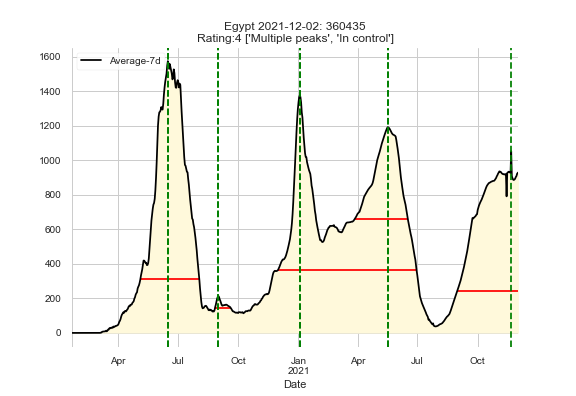 Egypt 2021-12-02: 360435
Rating:4 ['Multiple peaks', 'In control']
Average-7d
1600
1400
1200
1000
800
600
400
200
0
Apr Jul Oct Jan Apr Jul Oct
2021
Date